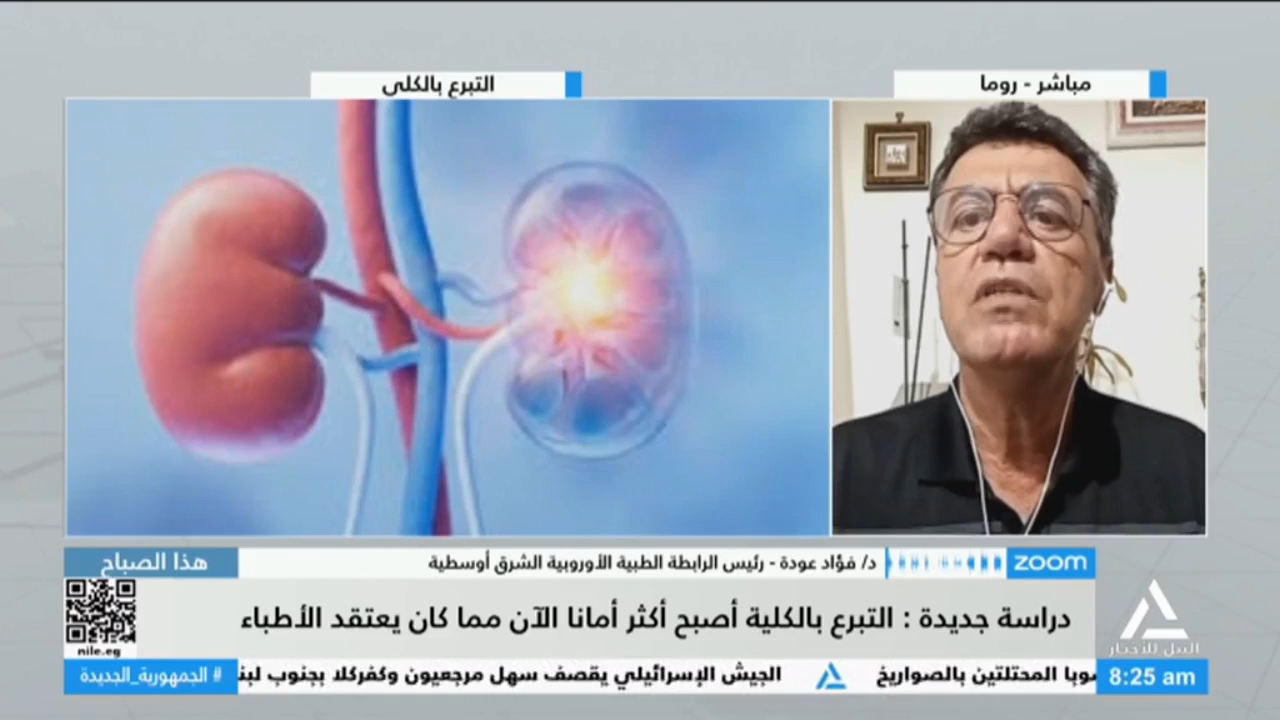 مباشر - روما
التبرع بالكلى
zoom
د/ فؤاد عودة - رئيس الرابطة الطبية الأوروبية الشرق أوسطية
هذا الصباح
دراسة جديدة : التبرع بالكلية أصبح أكثر أمانا الآن مما كان يعتقد الأطباء
nile.eg
النيل للأخبار
8:25 am
المحتلتين بالصواريخ
الجيش الإسرائيلي يقصف سهل مرجعيون وكفركلا بجنوب
# الجمهورية_الجديدة